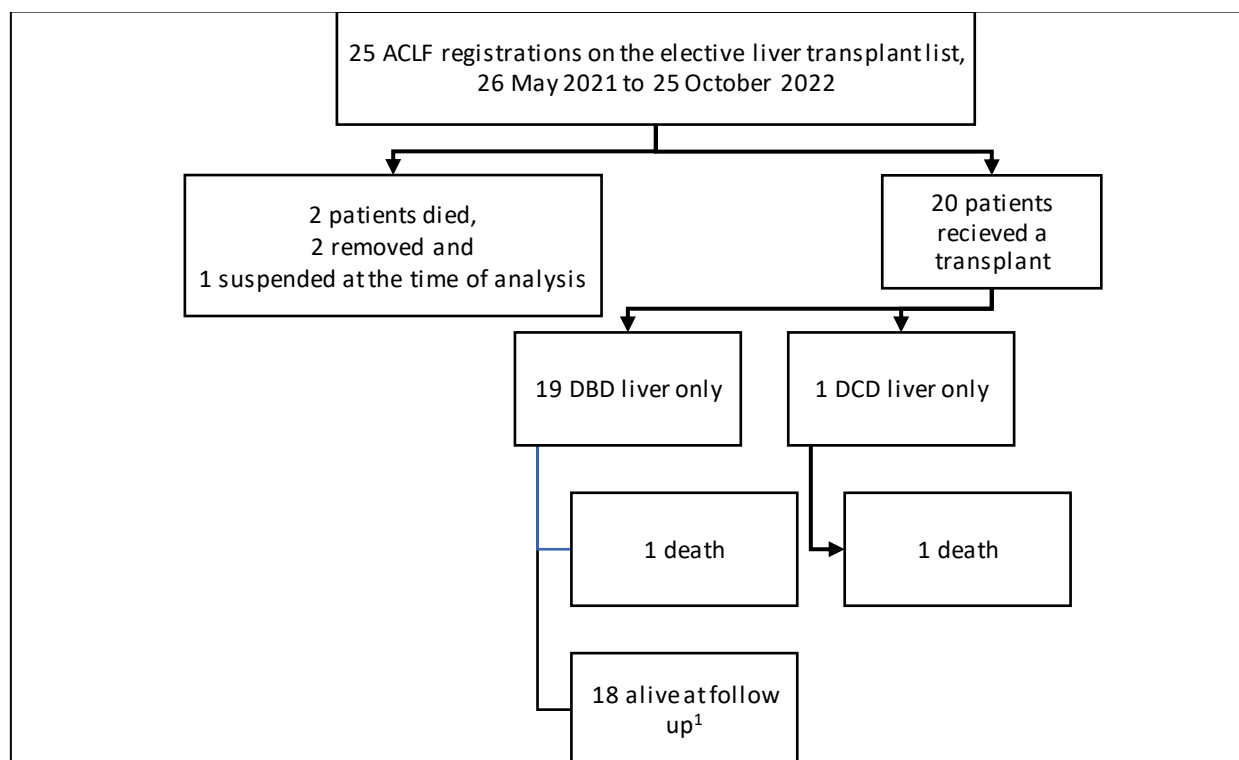 25 ACLF registrations on the elective liver transplant list,
26 May 2021 to 25 October 2022
2 patients died,
2 removed and
1 suspended at the time of analysis
20 patients
recieved a
transplant
19 DBD liver only
1 DCD liver only
1 death
1 death
18 alive at follow
up¹